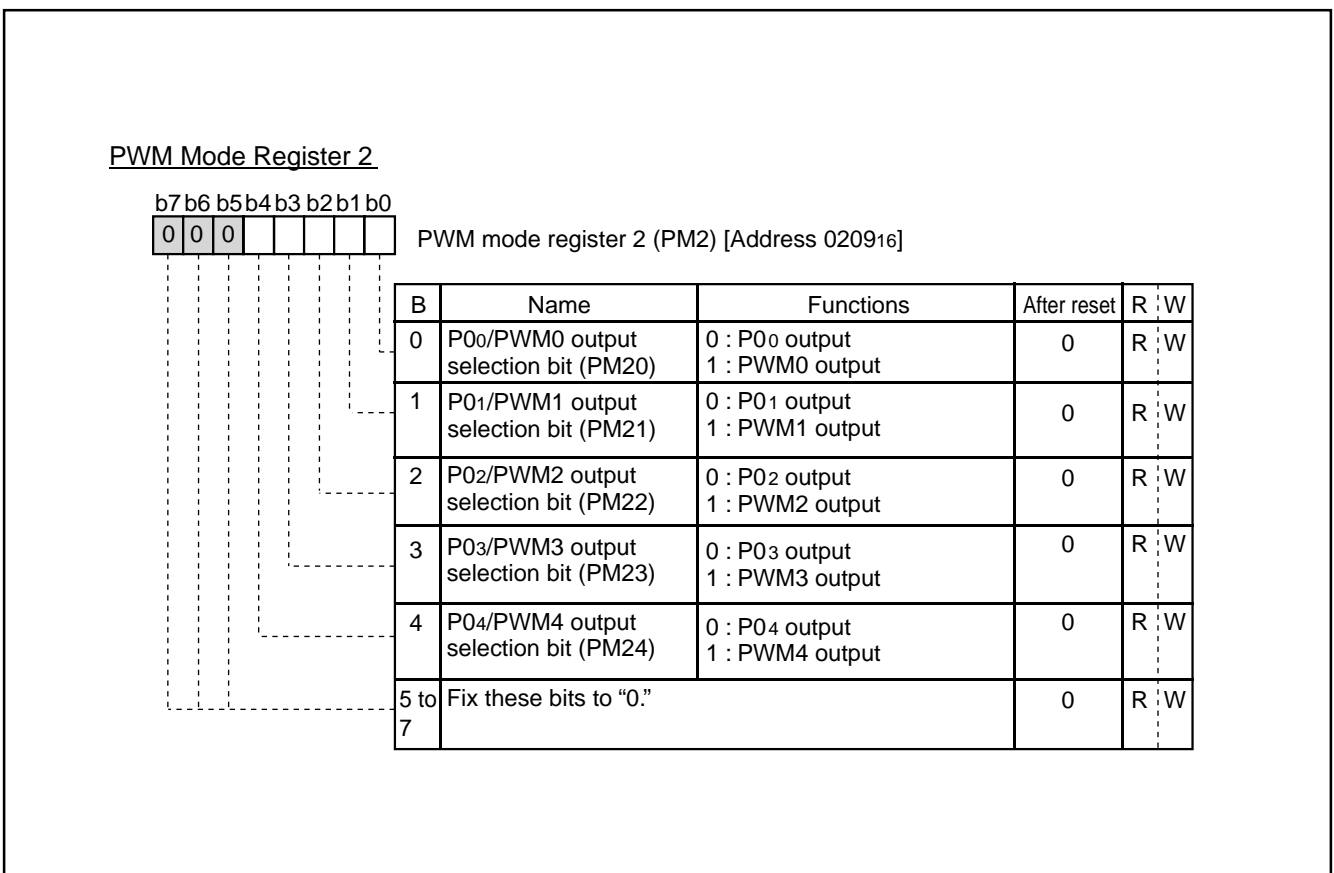 PWM Mode Register 2
b7 b6 b5 b4 b3 b2 b1 b0
0 0 0
PWM mode register 2 (PM2) [Address 020916]
B Name Functions After reset R W
0 P00/PWM0 output selection bit (PM20) 0 : P00 output 1 : PWM0 output 0 R W
1 P01/PWM1 output selection bit (PM21) 0 : P01 output 1 : PWM1 output 0 R W
2 P02/PWM2 output selection bit (PM22) 0 : P02 output 1 : PWM2 output 0 R W
3 P03/PWM3 output selection bit (PM23) 0 : P03 output 1 : PWM3 output 0 R W
4 P04/PWM4 output selection bit (PM24) 0 : P04 output 1 : PWM4 output 0 R W
5 to 7 Fix these bits to “0.” 0 R W